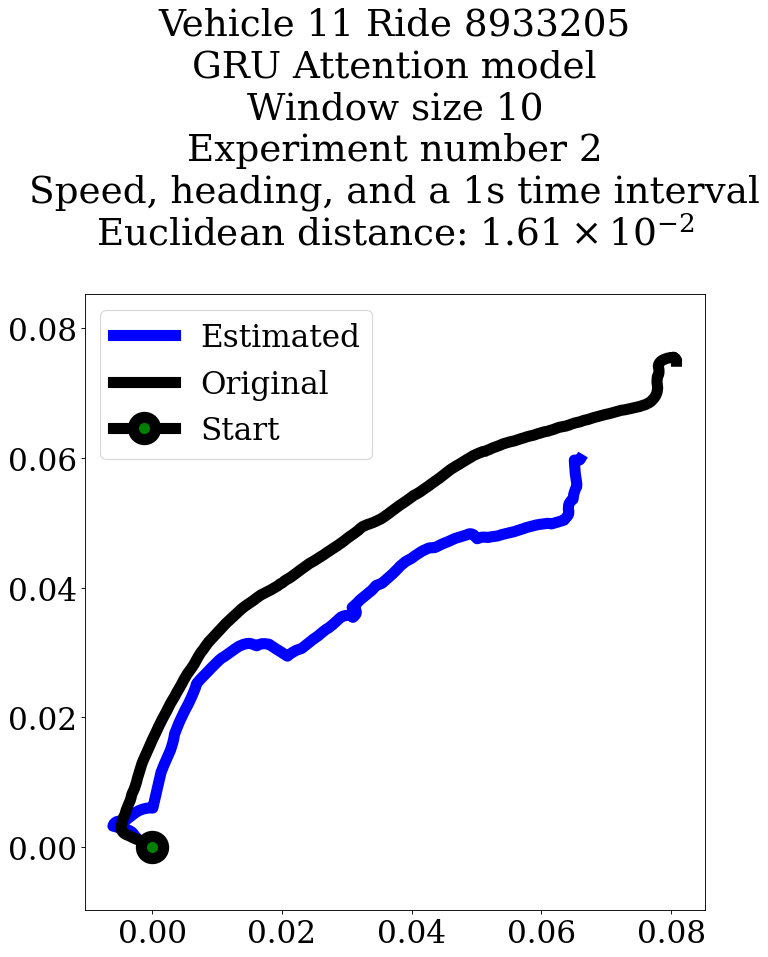 Vehicle 11 Ride 8933205
GRU Attention model
Window size 10
Experiment number 2
Speed, heading, and a 1s time interval
Euclidean distance: 1.61 × 10⁻²
Estimated
Original
Start
0.08
0.06
0.04
0.02
0.00
0.00 0.02 0.04 0.06 0.08